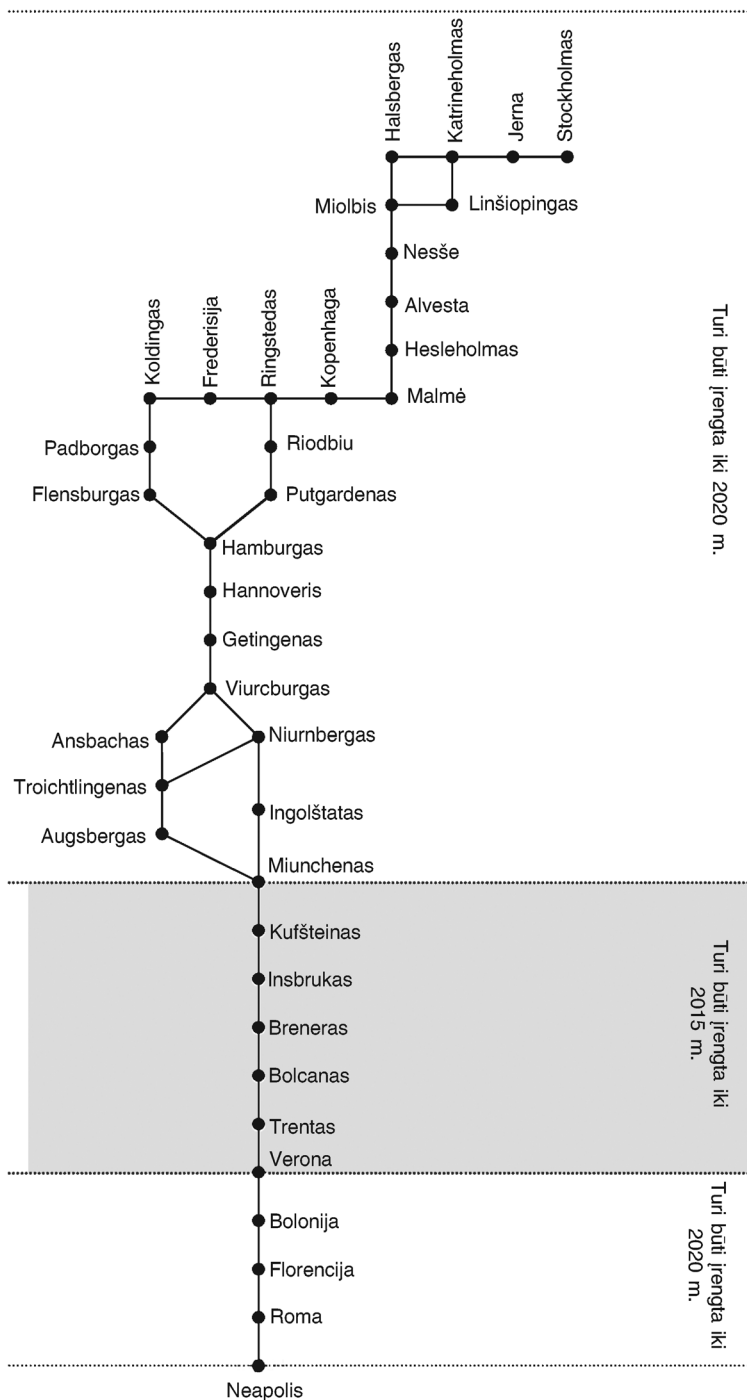 Halsbergas
Katrineholmas
Jerna
Stockholmas
Miolbis
Linšiopingas
Nesše
Alvesta
Hesleholmas
Malmė
Koldingas
Frederisija
Ringstedas
Kopenhaga
Padborgas
Riodbiu
Flensburgas
Putgardenas
Hamburgas
Hannoveris
Getingenas
Viurcburgas
Ansbachas
Niurnbergas
Troichtlingenas
Ingolštatas
Augsbergas
Miunchenas
Turi būti įrengta iki 2020 m.
Kufšteinas
Insbrukas
Breneras
Bolcanas
Trentas
Verona
Turi būti įrengta iki
2015 m.
Bolonija
Florencija
Roma
Neapolis
Turi būti įrengta iki
2020 m.